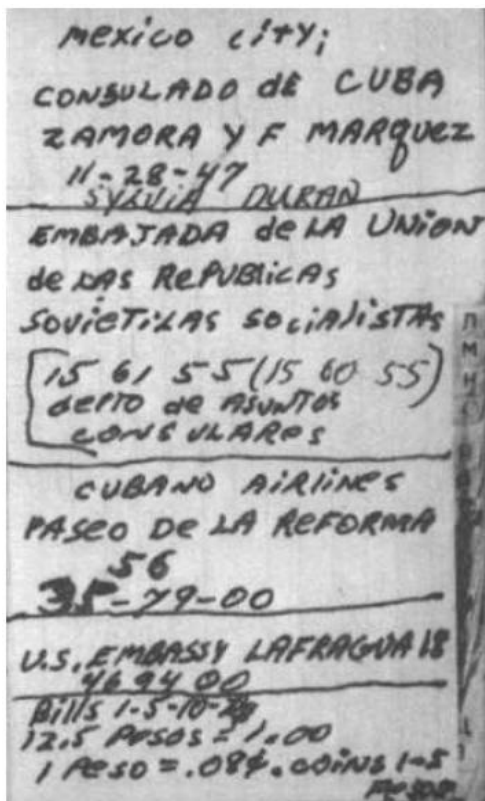 MEXICO CITY;
CONSULADO dE CUBA
ZAMORA Y F MARQUEZ
11-28-47
SYLVIA DURAN
EMBAJADA de LA UNION
de LAS REPUBLICAS
SOVIETICAS SOCIALISTAS
15 61 55 (15 60 55)
DEPTO de ASUNTOS
CONSULARES
CUBANO AIRLINES
PASEO DE LA REFORMA
56
35-79-00
U.S. EMBASSY LAFRAGUA 18
46 94 00
Bills 1-5-10-20
12.5 PESOS = 1.00
1 PESO = .08¢. COINS 1-5
PESOS